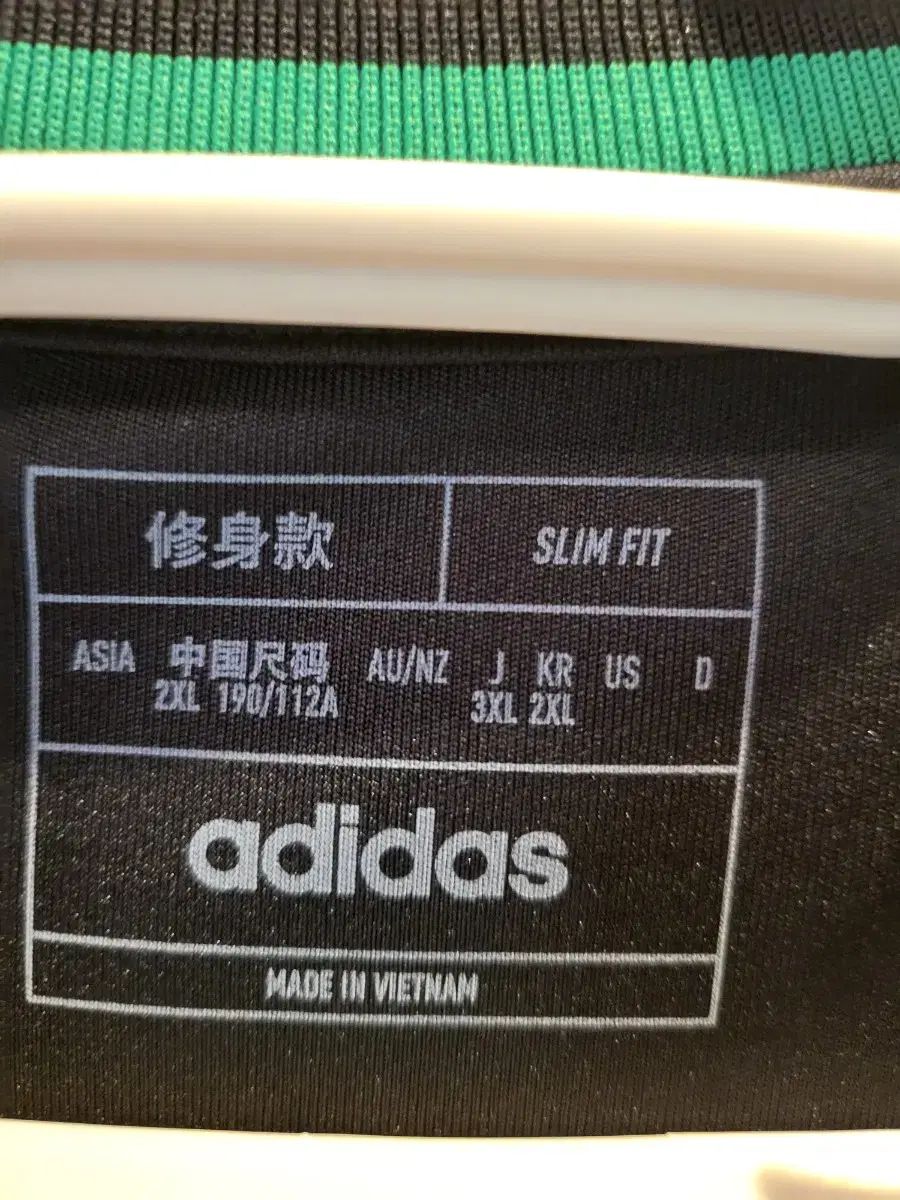 修身款 SLIM FIT
ASIA 中国尺码 AU/NZ J KR US D
2XL 190/112A 3XL 2XL
adidas
MADE IN VIETNAM